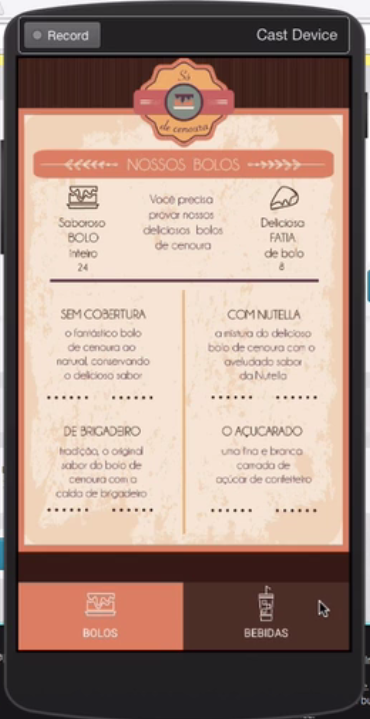 Record
Cast Device
Só
de cenoura
NOSSOS BOLOS
Saboroso
BOLO
Inteiro
24
Você precisa
provar nossos
deliciosos bolos
de cenoura
Deliciosa
FATIA
de bolo
8
SEM COBERTURA
o fantástico bolo
de cenoura ao
natural, conservando
o delicioso sabor
COM NUTELLA
a mistura do delicioso
bolo de cenoura com o
aveludado sabor
da Nutella
DE BRIGADEIRO
tradição, o original
sabor do bolo de
cenoura com a
calda de brigadeiro
O AÇUCARADO
uma fina e branca
camada de
açúcar de confeiteiro
BOLOS
BEBIDAS